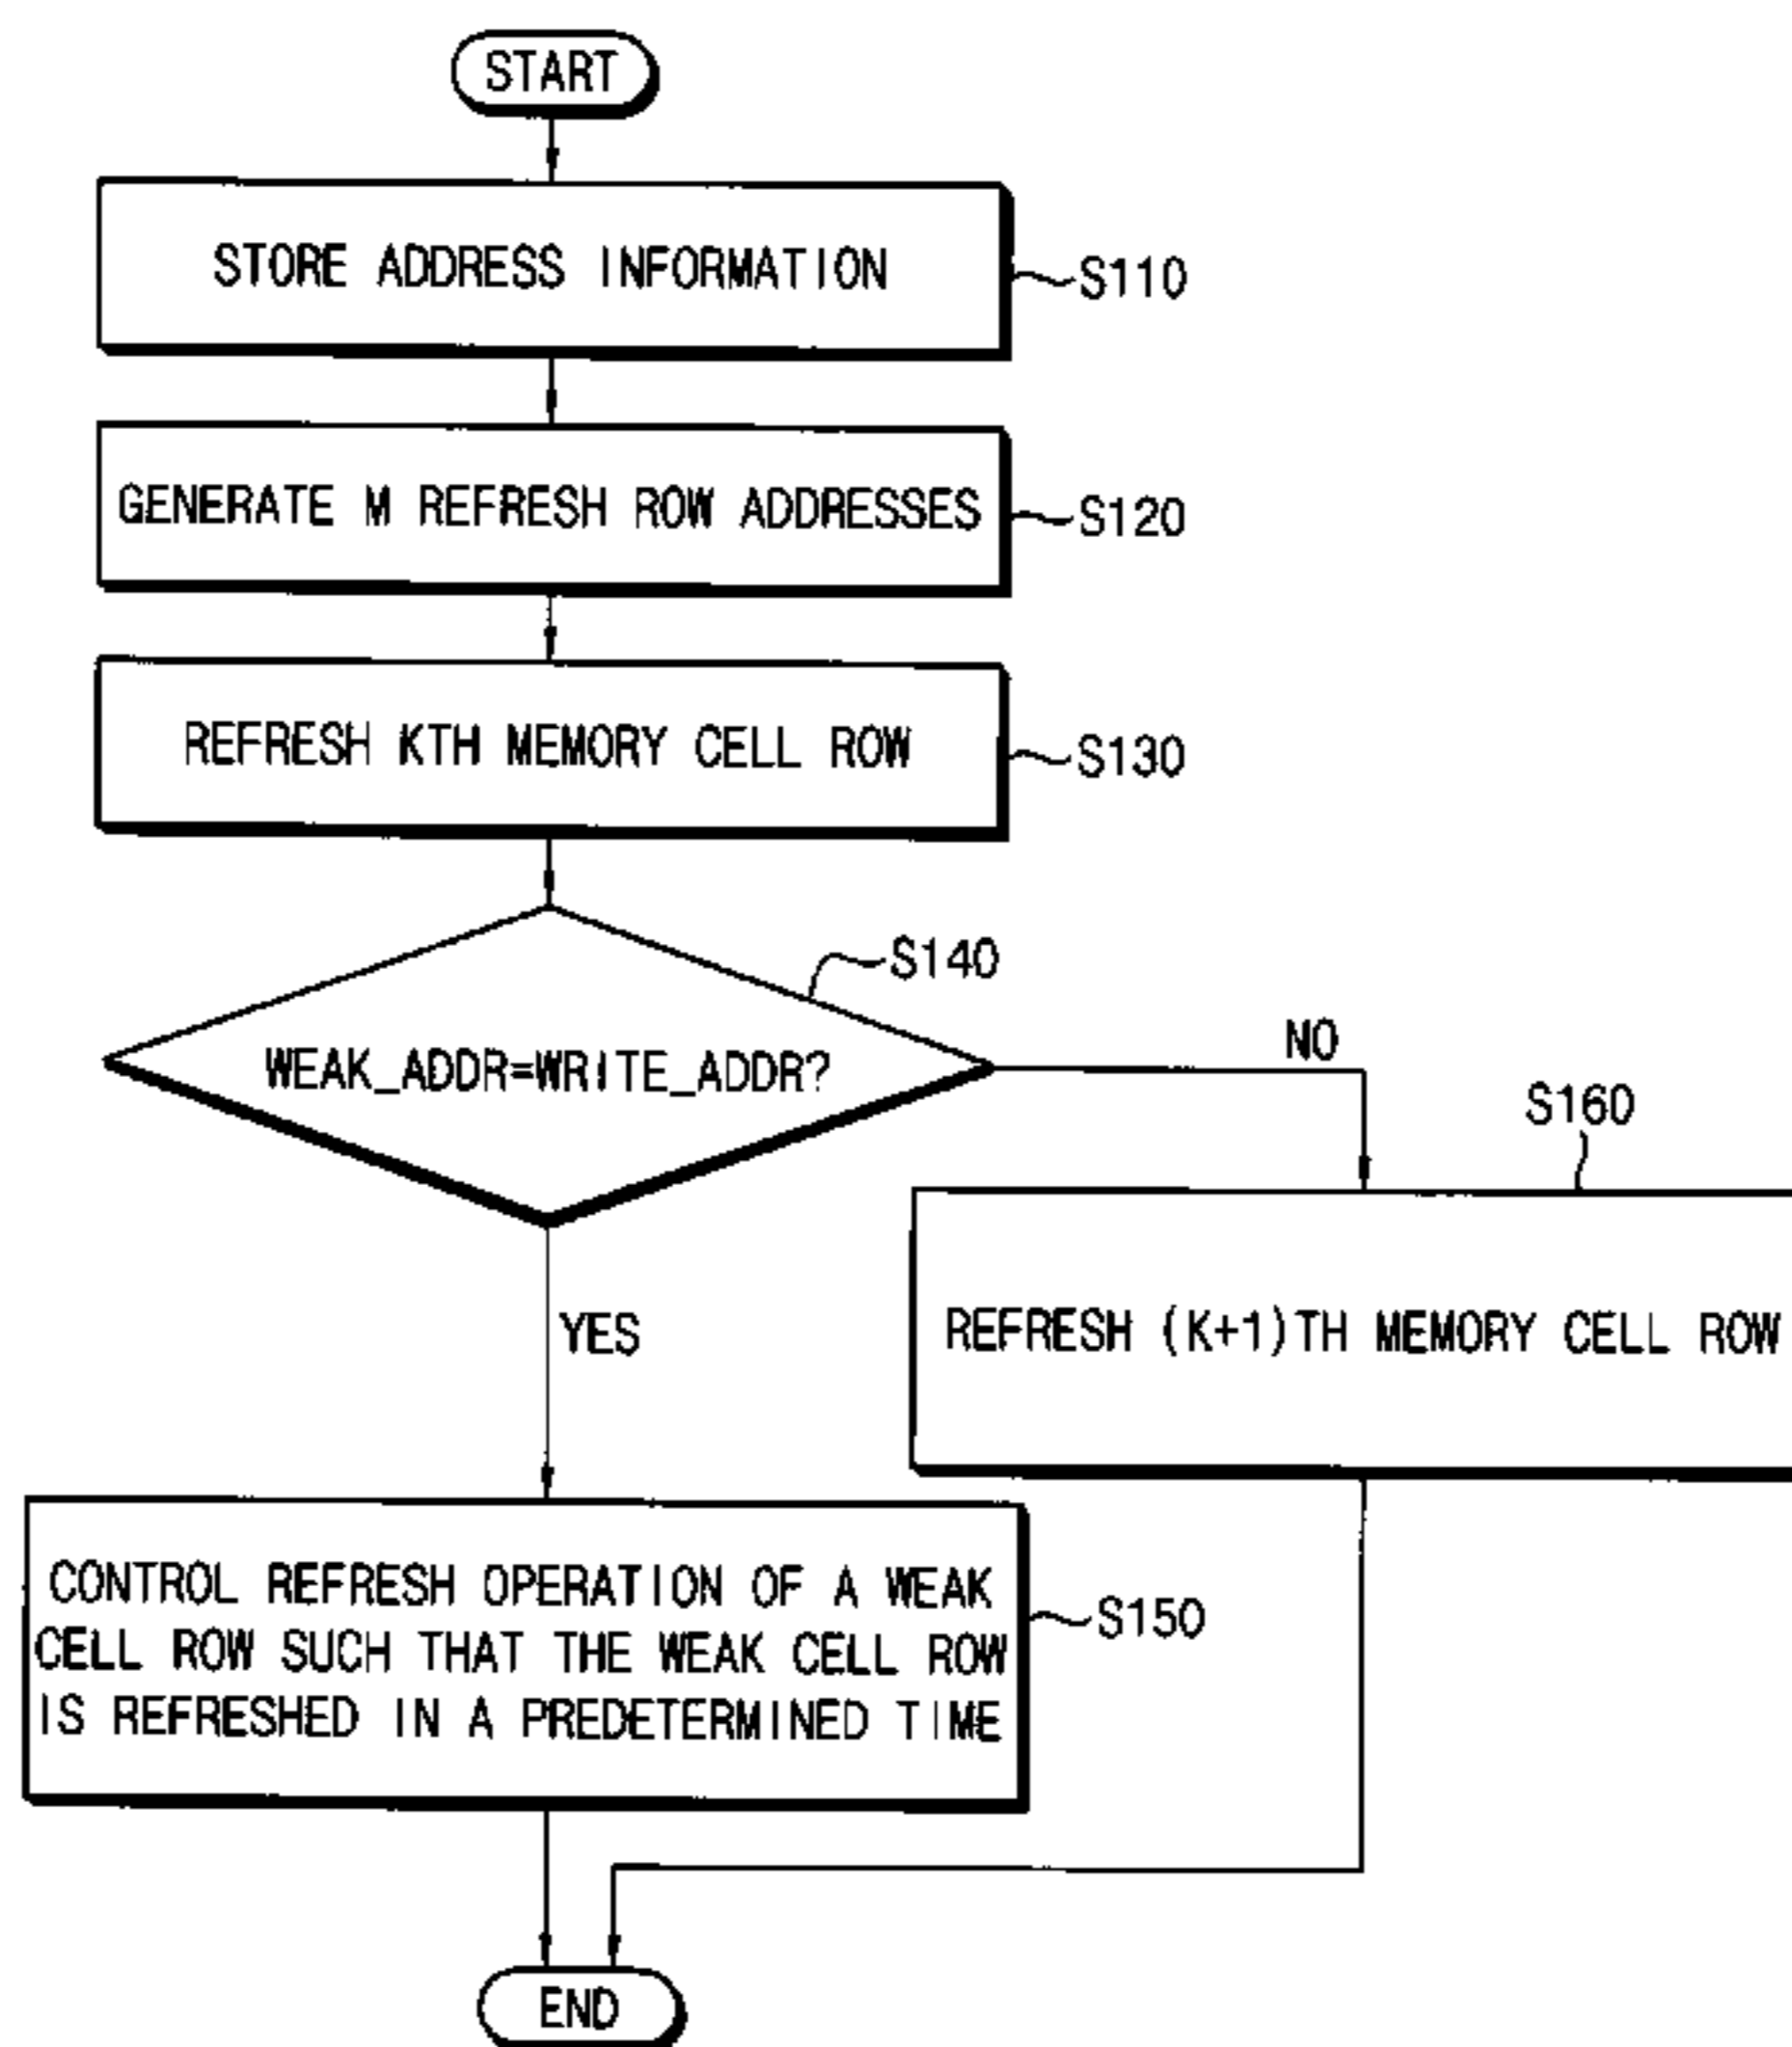 START
STORE ADDRESS INFORMATION
S110
GENERATE M REFRESH ROW ADDRESSES
S120
REFRESH KTH MEMORY CELL ROW
S130
S140
WEAK_ADDR=WRITE_ADDR?
NO
S160
REFRESH (K+1)TH MEMORY CELL ROW
YES
CONTROL REFRESH OPERATION OF A WEAK
CELL ROW SUCH THAT THE WEAK CELL ROW
IS REFRESHED IN A PREDETERMINED TIME
S150
END